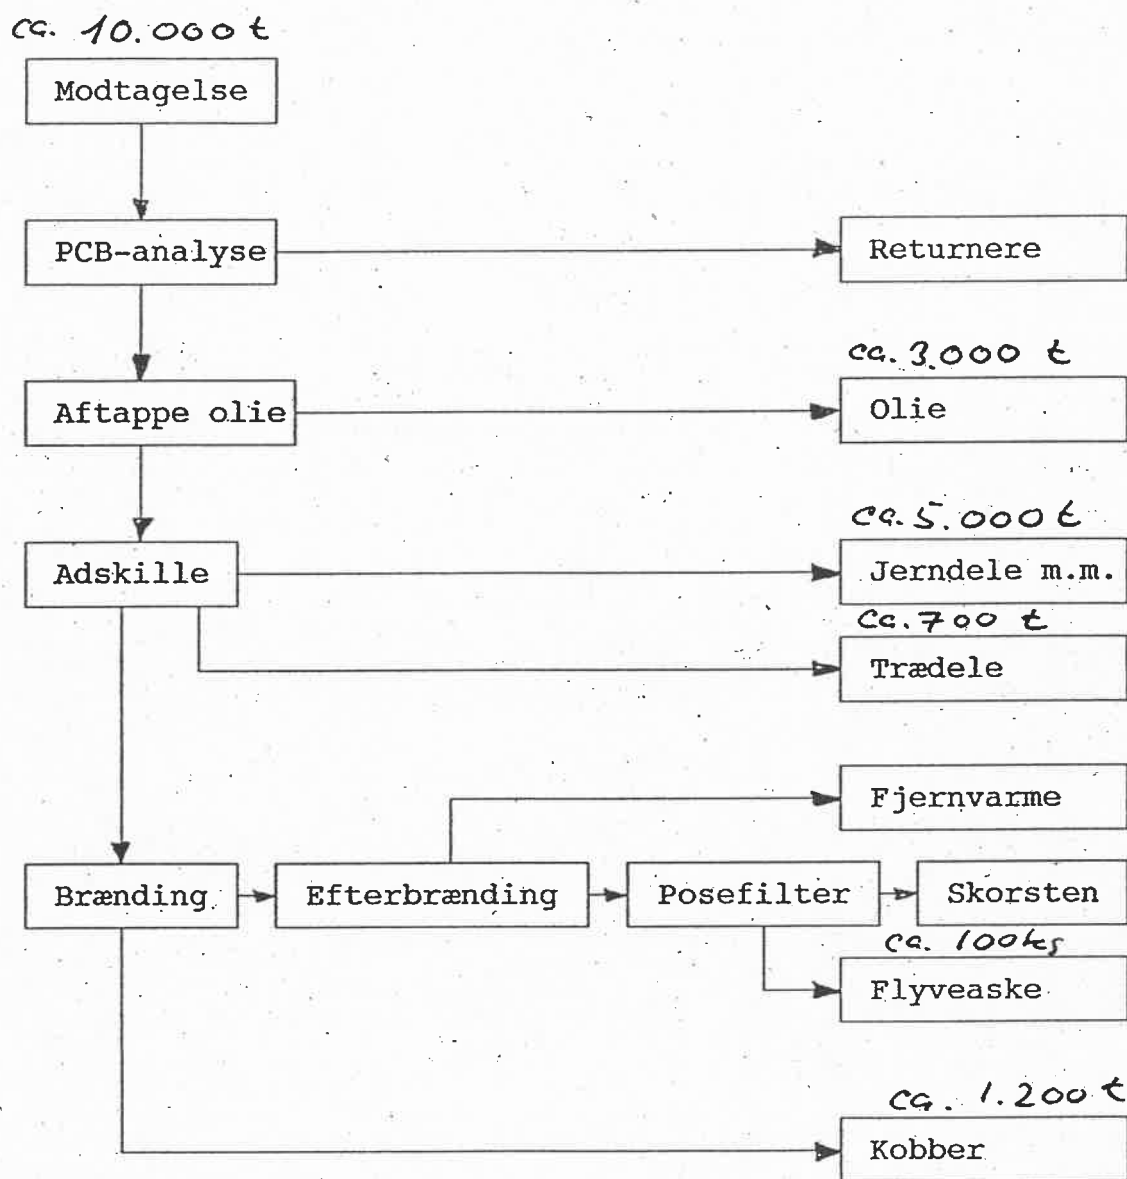 ca. 10.000 t
Modtagelse
PCB-analyse
Returnere
ca. 3.000 t
Aftappe olie
Olie
ca. 5.000 t
Adskille
Jerndele m.m.
ca. 700 t
Trædele
Fjernvarme
Brænding
Efterbrænding
Posefilter
Skorsten
ca. 100 kg
Flyveaske
ca. 1.200 t
Kobber